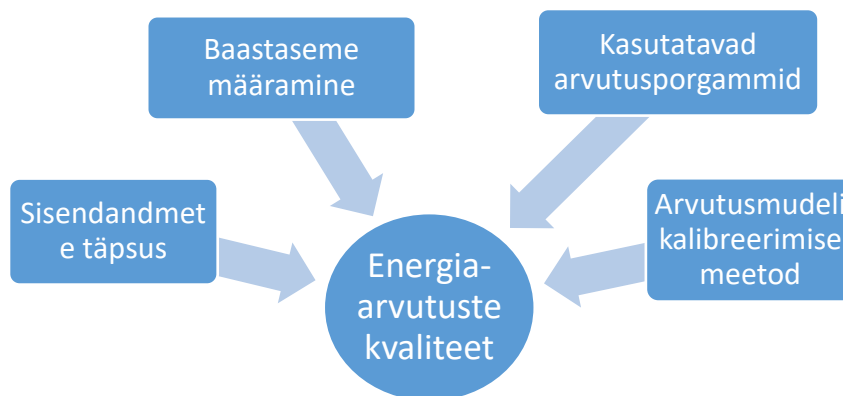 Baastaseme
määramine
Kasutatavad
arvutusporgammid
Sisendandmet
e täpsus
Arvutusmudeli
kalibreerimise
meetod
Energia-
arvutuste
kvaliteet